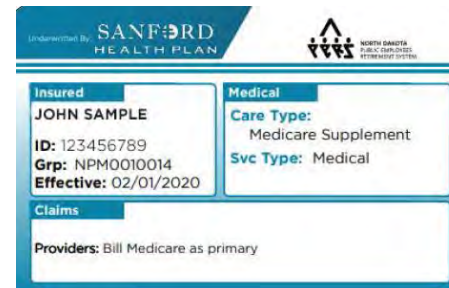 Underwritten By: SANFORD
HEALTH PLAN
NORTH DAKOTA
PUBLIC EMPLOYEES
RETIREMENT SYSTEM
Insured
JOHN SAMPLE
ID: 123456789
Grp: NPM0010014
Effective: 02/01/2020
Medical
Care Type:
Medicare Supplement
Svc Type: Medical
Claims
Providers: Bill Medicare as primary